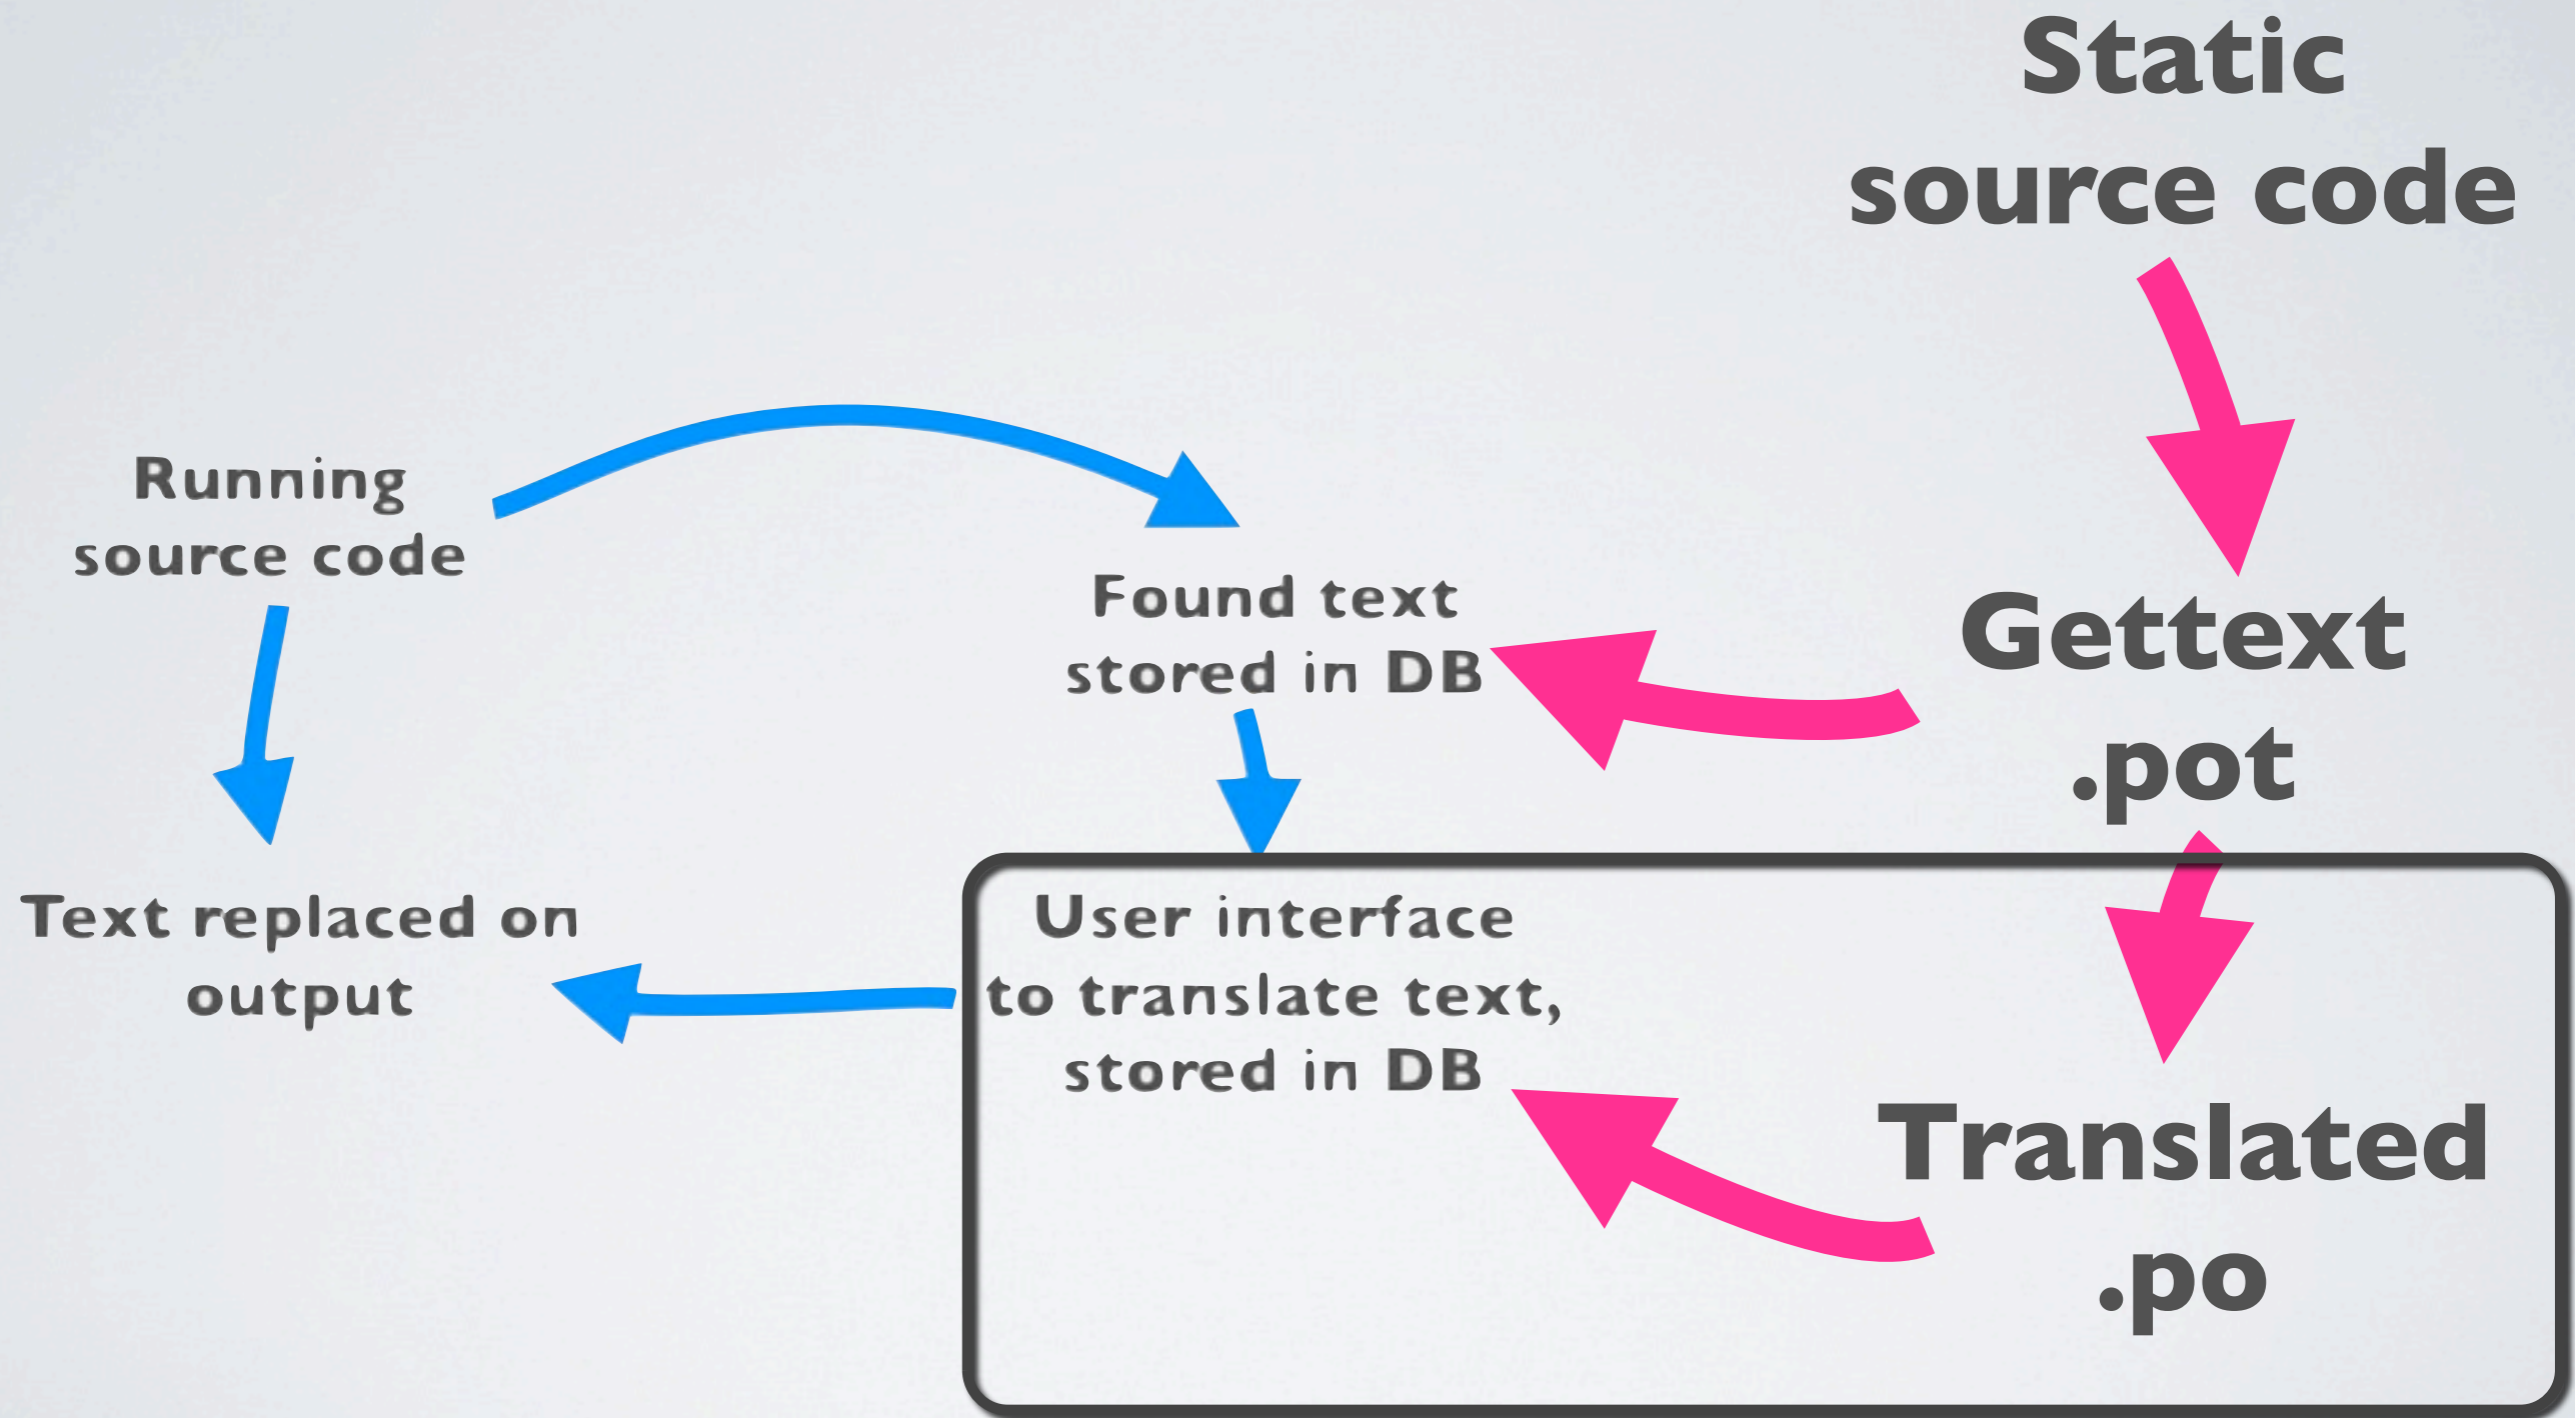 Static
source code
Running
source code
Found text
stored in DB
Gettext
.pot
Text replaced on
output
User interface
to translate text,
stored in DB
Translated
.po